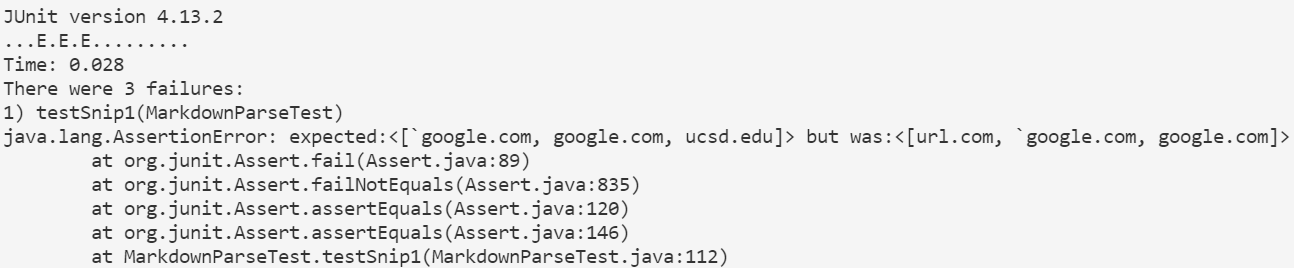 JUnit version 4.13.2
...E.E.E.........
Time: 0.028
There were 3 failures:
1) testSnip1(MarkdownParseTest)
java.lang.AssertionError: expected:<[`google.com, google.com, ucsd.edu]> but was:<[url.com, `google.com, google.com]>
        at org.junit.Assert.fail(Assert.java:89)
        at org.junit.Assert.failNotEquals(Assert.java:835)
        at org.junit.Assert.assertEquals(Assert.java:120)
        at org.junit.Assert.assertEquals(Assert.java:146)
        at MarkdownParseTest.testSnip1(MarkdownParseTest.java:112)